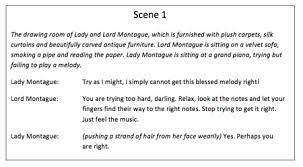 Scene 1
The drawing room of Lady and Lord Montague, which is furnished with plush carpets, silk
curtains and beautifully carved antique furniture. Lord Montague is sitting on a velvet sofa,
smoking a pipe and reading the paper. Lady Montague is sitting at a grand piano, trying but
failing to play a melody.
Lady Montague: Try as I might, I simply cannot get this blessed melody right!
Lord Montague: You are trying too hard, darling. Relax, look at the notes and let your
fingers find their way to the right notes. Stop trying to get it right.
Just feel the music.
Lady Montague: (pushing a strand of hair from her face wearily) Yes. Perhaps you
are right.